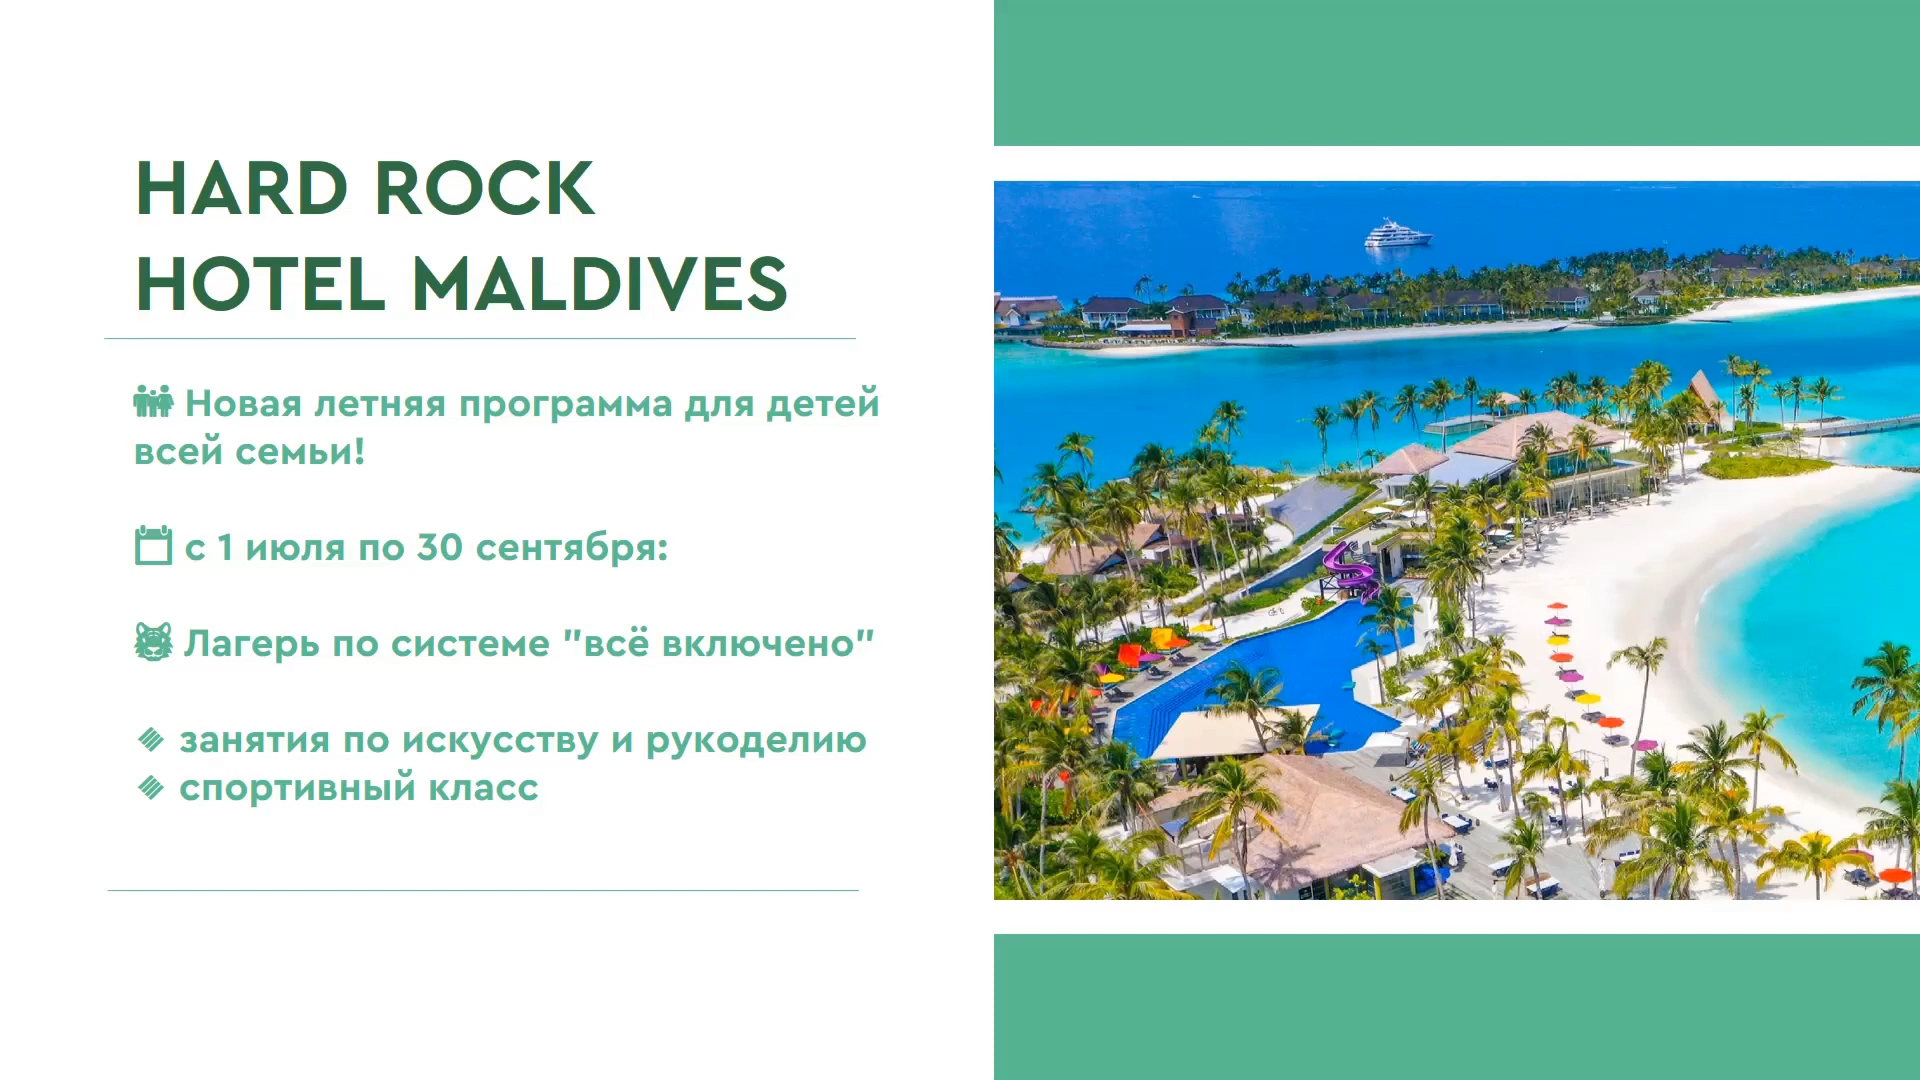 HARD ROCK
HOTEL MALDIVES
Новая летняя программа для детей
всей семьи!
с 1 июля по 30 сентября:
Лагерь по системе "всё включено"
занятия по искусству и рукоделию
спортивный класс